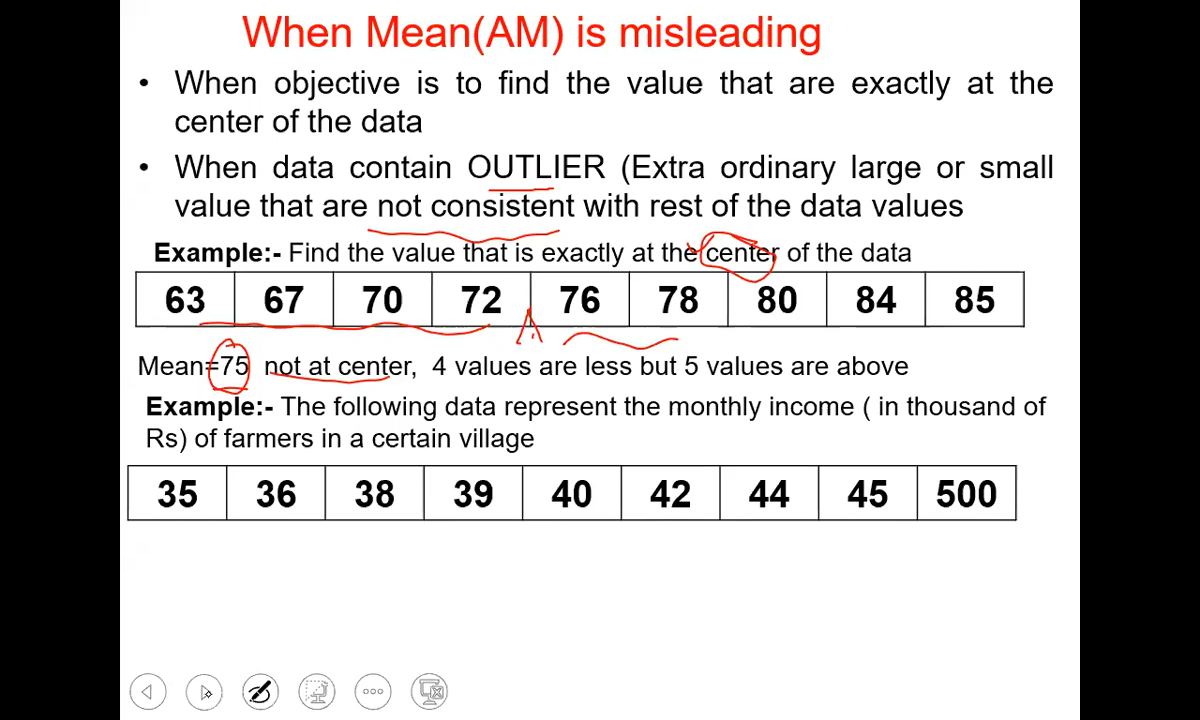 When Mean(AM) is misleading
• When objective is to find the value that are exactly at the
center of the data
• When data contain OUTLIER (Extra ordinary large or small
value that are not consistent with rest of the data values
Example:- Find the value that is exactly at the center of the data
63 67 70 72 76 78 80 84 85
Mean=75 not at center, 4 values are less but 5 values are above
Example:- The following data represent the monthly income ( in thousand of
Rs) of farmers in a certain village
35 36 38 39 40 42 44 45 500